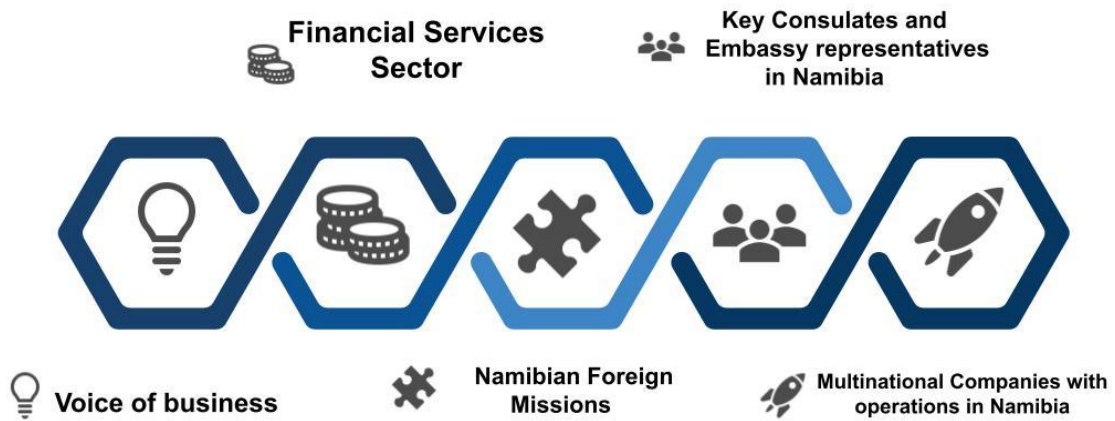 Financial Services
Sector
Key Consulates and
Embassy representatives
in Namibia
Voice of business
Namibian Foreign
Missions
Multinational Companies with
operations in Namibia